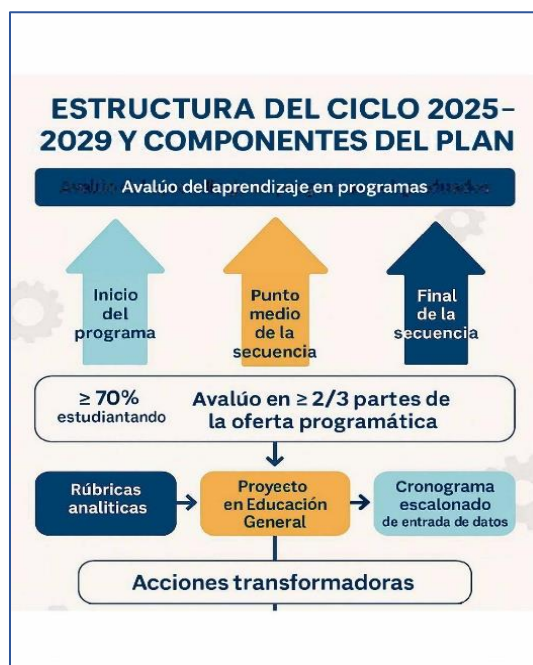 ESTRUCTURA DEL CICLO 2025–
2029 Y COMPONENTES DEL PLAN
Avalúo del aprendizaje en programas
Inicio
del
programa
Punto
medio
de la
secuencia
Final
de la
secuencia
≥ 70%
estudiantando
Avalúo en ≥ 2/3 partes de
la oferta programática
Rúbricas
analiticas
Proyecto
en Educación
General
Cronograma
escalonado
de entrada de datos
Acciones transformadoras